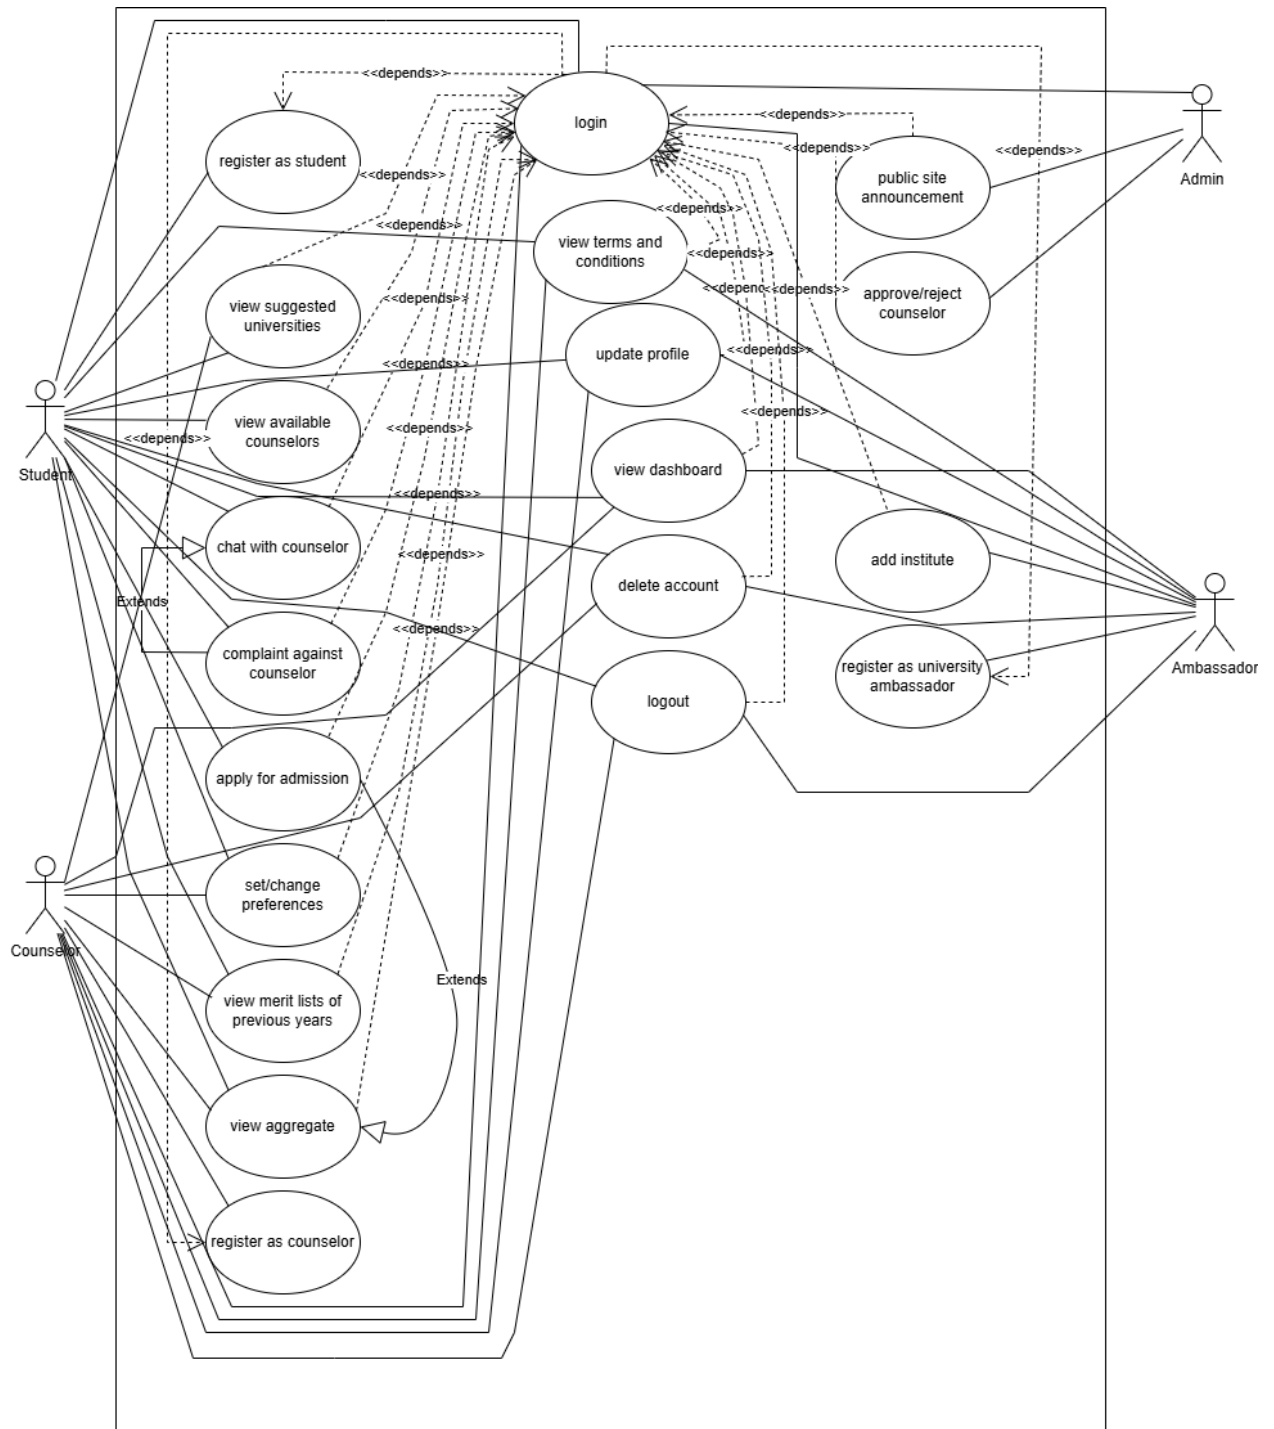 <<depends>>
login
<<depends>>
Admin
register as student
<<depends>>
<<depends>>
public site
announcement
<<depends>>
<<depends>>
<<depends>>
<<depends>>
view terms and
conditions
<<depends>>
view suggested
universities
<<depends>>
<<depends>>
<<depends>>
approve/reject
counselor
update profile
<<depends>>
<<depends>>
Student
view available
counselors
<<depends>>
<<depends>>
<<depends>>
view dashboard
<<depends>>
chat with counselor
<<depends>>
delete account
add institute
Extends
<<depends>>
complaint against
counselor
logout
register as university
ambassador
Ambassador
apply for admission
set/change
preferences
Counselor
Extends
view merit lists of
previous years
view aggregate
register as counselor